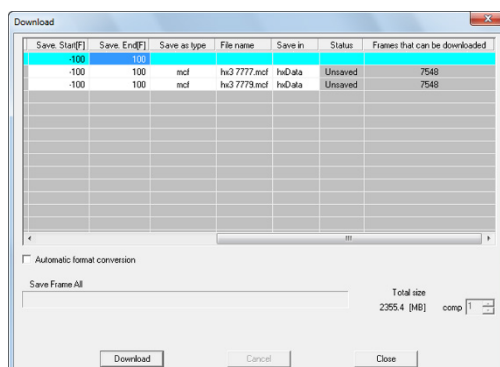 Download
Save. Start[F] Save. End[F] Save as type File name Save in Status Frames that can be downloaded
-100 100
-100 100 mcf hx3 7777.mcf hxData Unsaved 7548
-100 100 mcf hx3 7779.mcf hxData Unsaved 7548
Automatic format conversion
Save Frame All
Total size
2355.4 [MB] comp 1
Download Cancel Close